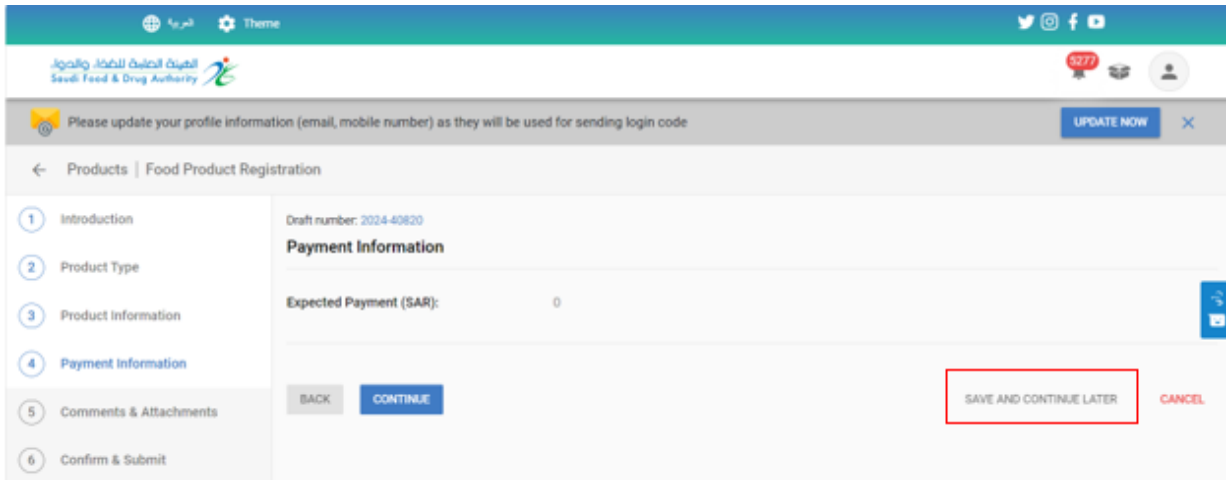 العربية Theme
الهيئة العامة للغذاء والدواء
Saudi Food & Drug Authority
5277
Please update your profile information (email, mobile number) as they will be used for sending login code
UPDATE NOW
Products | Food Product Registration
1 Introduction
2 Product Type
3 Product Information
4 Payment Information
5 Comments & Attachments
6 Confirm & Submit
Draft number: 2024-40820
Payment Information
Expected Payment (SAR): 0
BACK CONTINUE SAVE AND CONTINUE LATER CANCEL